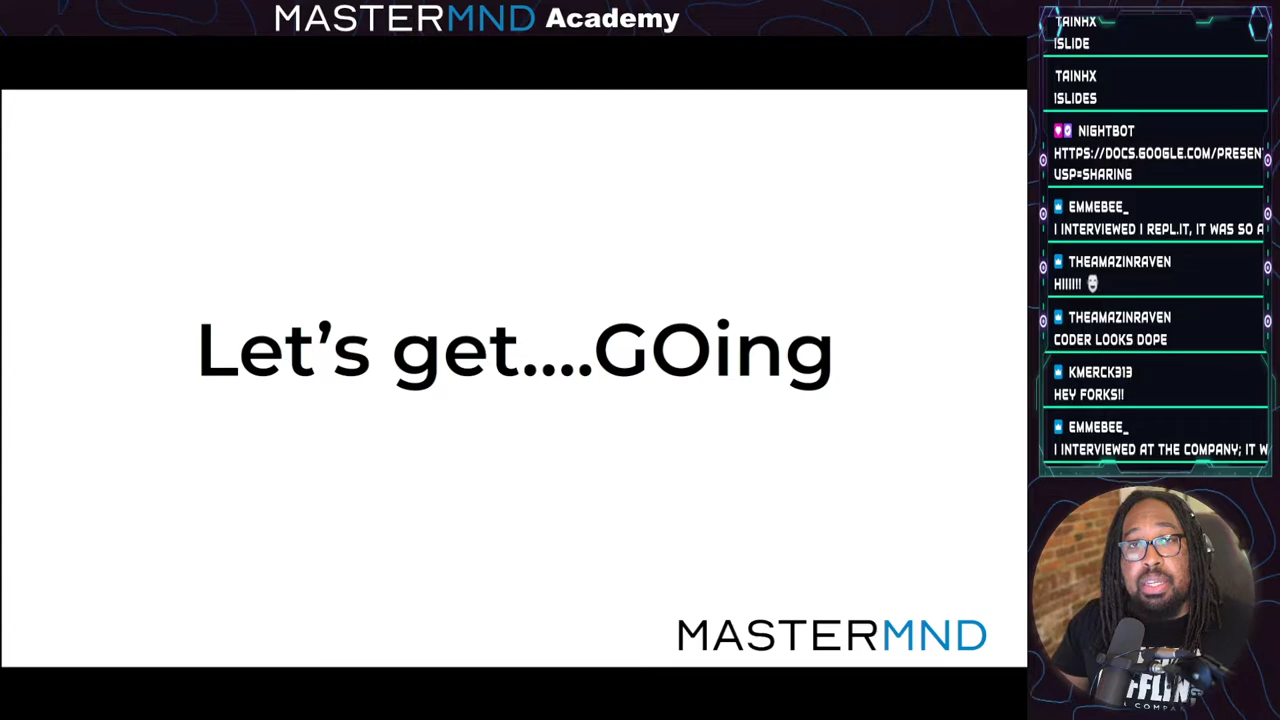 MASTERMND Academy
Let's get....GOing
MASTERMND
TAINHX
!SLIDE
TAINHX
!SLIDES
NIGHTBOT
HTTPS://DOCS.GOOGLE.COM/PRESEN
USP=SHARING
EMMEBEE_
I INTERVIEWED I REPL.IT, IT WAS SO A
THEAMAZINRAVEN
HIIIII!!
THEAMAZINRAVEN
CODER LOOKS DOPE
KMERCK313
HEY FORKS!!
EMMEBEE_
I INTERVIEWED AT THE COMPANY; IT W